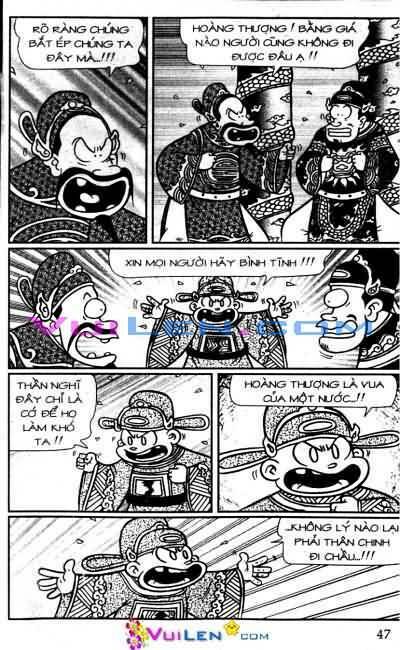 RÕ RÀNG CHÚNG
BẮT ÉP CHÚNG TA
ĐÂY MÀ...!!!
HOÀNG THƯỢNG! BẰNG GIÁ
NÀO NGƯỜI CŨNG KHÔNG ĐI
ĐƯỢC ĐÂU Ạ!!
XIN MỌI NGƯỜI HÃY BÌNH TĨNH!!!
VUILEN.COM
THẦN NGHĨ
ĐÂY CHỈ LÀ
CỚ ĐỂ HỌ
LÀM KHÓ
TA!!
HOÀNG THƯỢNG LÀ VUA
CỦA MỘT NƯỚC..!!
...KHÔNG LÝ NÀO LẠI
PHẢI THÂN CHINH
ĐI CHẦU...!!!
VUILEN.COM
47